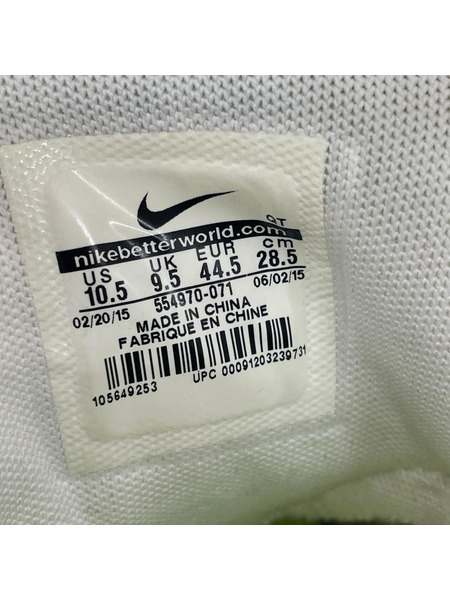 QT
nikebetterworld.com
US UK EUR cm
10.5 9.5 44.5 28.5
02/20/15 554970-071 06/02/15
MADE IN CHINA
FABRIQUE EN CHINE
105649253 UPC 00091203239731